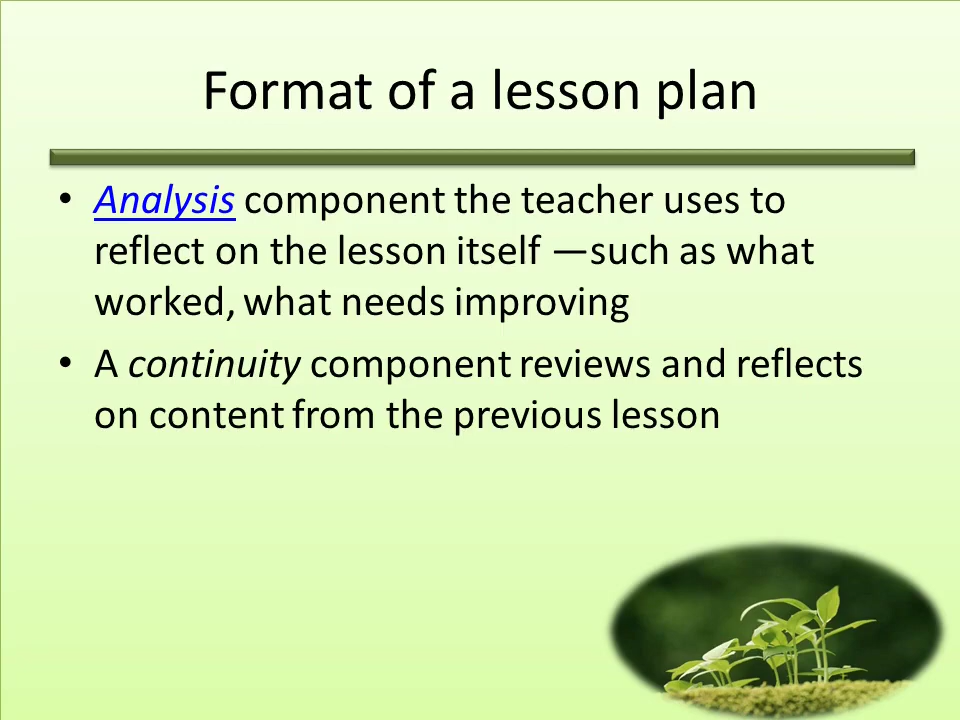 Format of a lesson plan
• Analysis component the teacher uses to
reflect on the lesson itself —such as what
worked, what needs improving
• A continuity component reviews and reflects
on content from the previous lesson